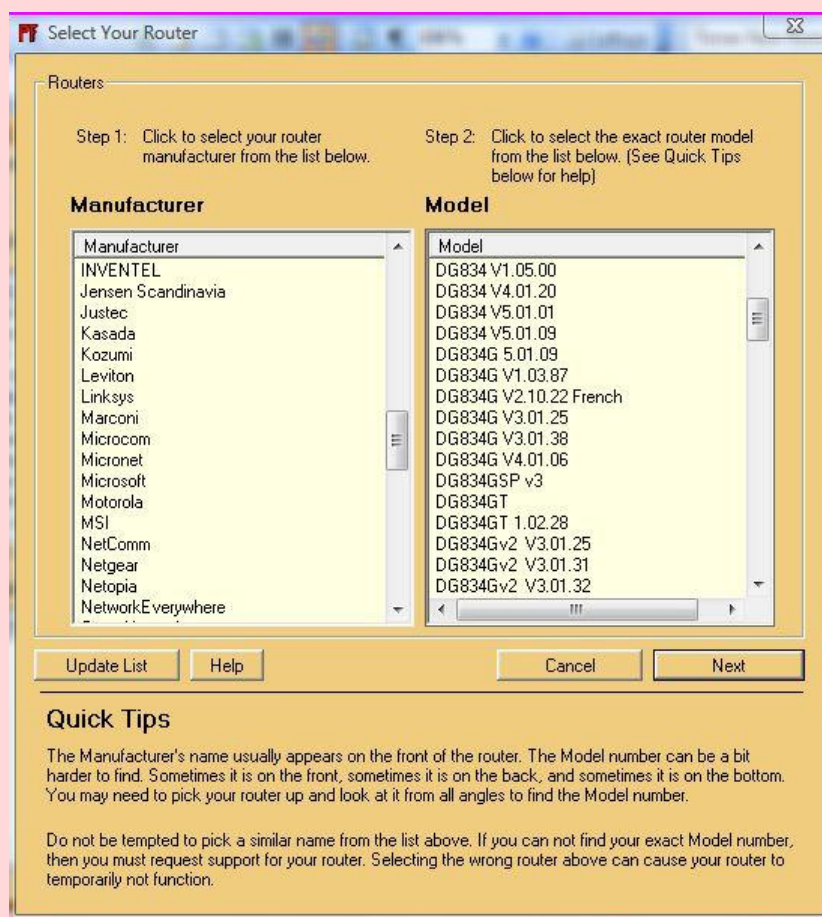 Select Your Router
Routers
Step 1: Click to select your router
manufacturer from the list below.
Step 2: Click to select the exact router model
from the list below. (See Quick Tips
below for help)
Manufacturer
Model
Manufacturer
INVENTEL
Jensen Scandinavia
Justec
Kasada
Kozumi
Leviton
Linksys
Marconi
Microcom
Micronet
Microsoft
Motorola
MSI
NetComm
Netgear
Netopia
NetworkEverywhere
Model
DG834 V1.05.00
DG834 V4.01.20
DG834 V5.01.01
DG834 V5.01.09
DG834G 5.01.09
DG834G V1.03.87
DG834G V2.10.22 French
DG834G V3.01.25
DG834G V3.01.38
DG834G V4.01.06
DG834GSP v3
DG834GT
DG834GT 1.02.28
DG834Gv2 V3.01.25
DG834Gv2 V3.01.31
DG834Gv2 V3.01.32
Update List
Help
Cancel
Next
Quick Tips
The Manufacturer's name usually appears on the front of the router. The Model number can be a bit
harder to find. Sometimes it is on the front, sometimes it is on the back, and sometimes it is on the bottom.
You may need to pick your router up and look at it from all angles to find the Model number.
Do not be tempted to pick a similar name from the list above. If you can not find your exact Model number,
then you must request support for your router. Selecting the wrong router above can cause your router to
temporarily not function.